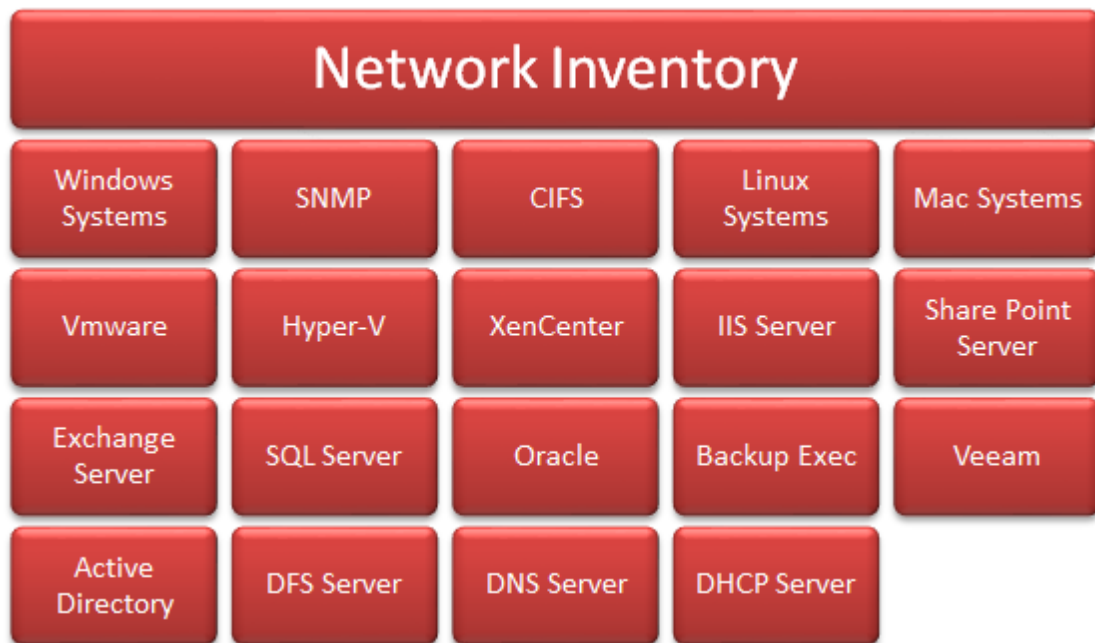 Network Inventory
Windows
Systems
SNMP
CIFS
Linux
Systems
Mac Systems
Vmware
Hyper-V
XenCenter
IIS Server
Share Point
Server
Exchange
Server
SQL Server
Oracle
Backup Exec
Veeam
Active
Directory
DFS Server
DNS Server
DHCP Server